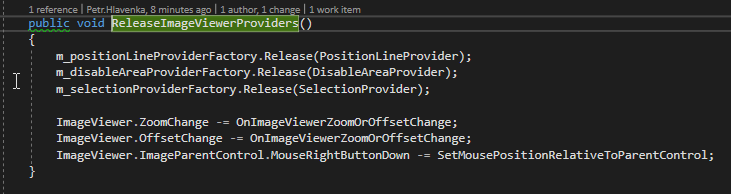 1 reference | Petr.Hlavenka, 8 minutes ago | 1 author, 1 change | 1 work item
public void ReleaseImageViewerProviders()
{
m_positionLineProviderFactory.Release(PositionLineProvider);
m_disableAreaProviderFactory.Release(DisableAreaProvider);
m_selectionProviderFactory.Release(SelectionProvider);
ImageViewer.ZoomChange -= OnImageViewerZoomOrOffsetChange;
ImageViewer.OffsetChange -= OnImageViewerZoomOrOffsetChange;
ImageViewer.ImageParentControl.MouseRightButtonDown -= SetMousePositionRelativeToParentControl;
}